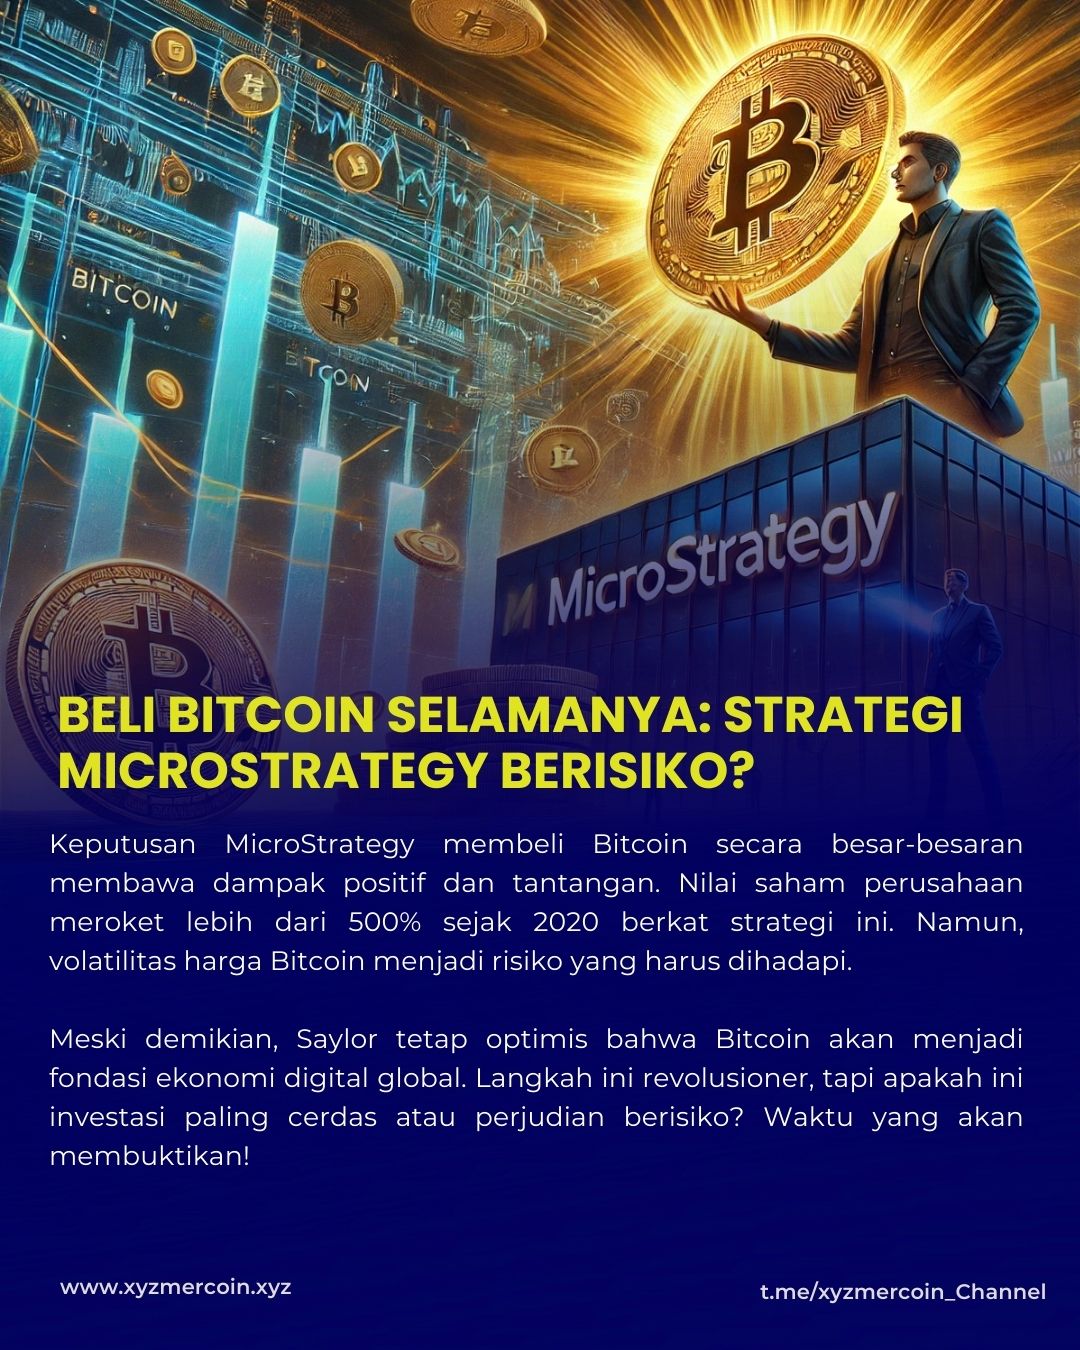 BITCOIN
B TCOIN
MicroStrategy
BELI BITCOIN SELAMANYA: STRATEGI
MICROSTRATEGY BERISIKO?
Keputusan MicroStrategy membeli Bitcoin secara besar-besaran
membawa dampak positif dan tantangan. Nilai saham perusahaan
meroket lebih dari 500% sejak 2020 berkat strategi ini. Namun,
volatilitas harga Bitcoin menjadi risiko yang harus dihadapi.
Meski demikian, Saylor tetap optimis bahwa Bitcoin akan menjadi
fondasi ekonomi digital global. Langkah ini revolusioner, tapi apakah ini
investasi paling cerdas atau perjudian berisiko? Waktu yang akan
membuktikan!
www.xyzmercoin.xyz
t.me/xyzmercoin_Channel